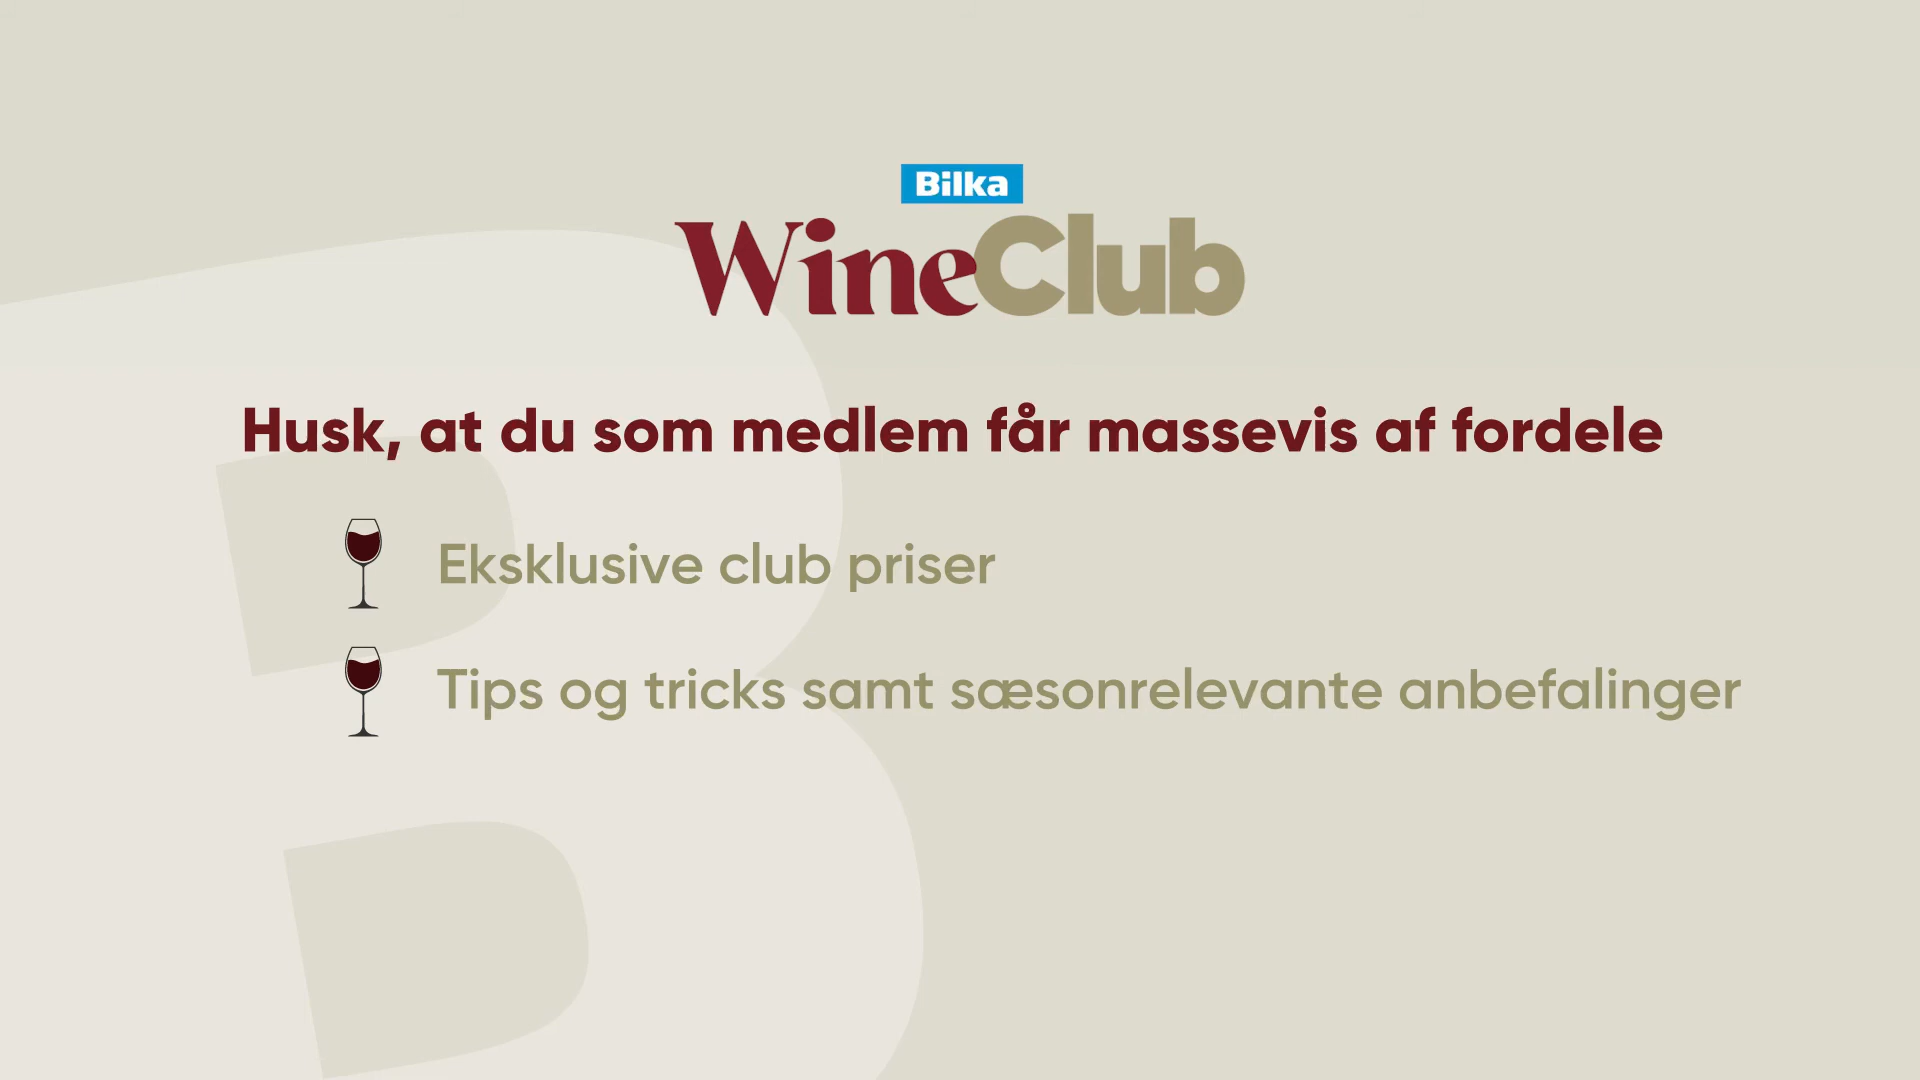 Bilka
WineClub
Husk, at du som medlem får massevis af fordele
Eksklusive club priser
Tips og tricks samt sæsonrelevante anbefalinger